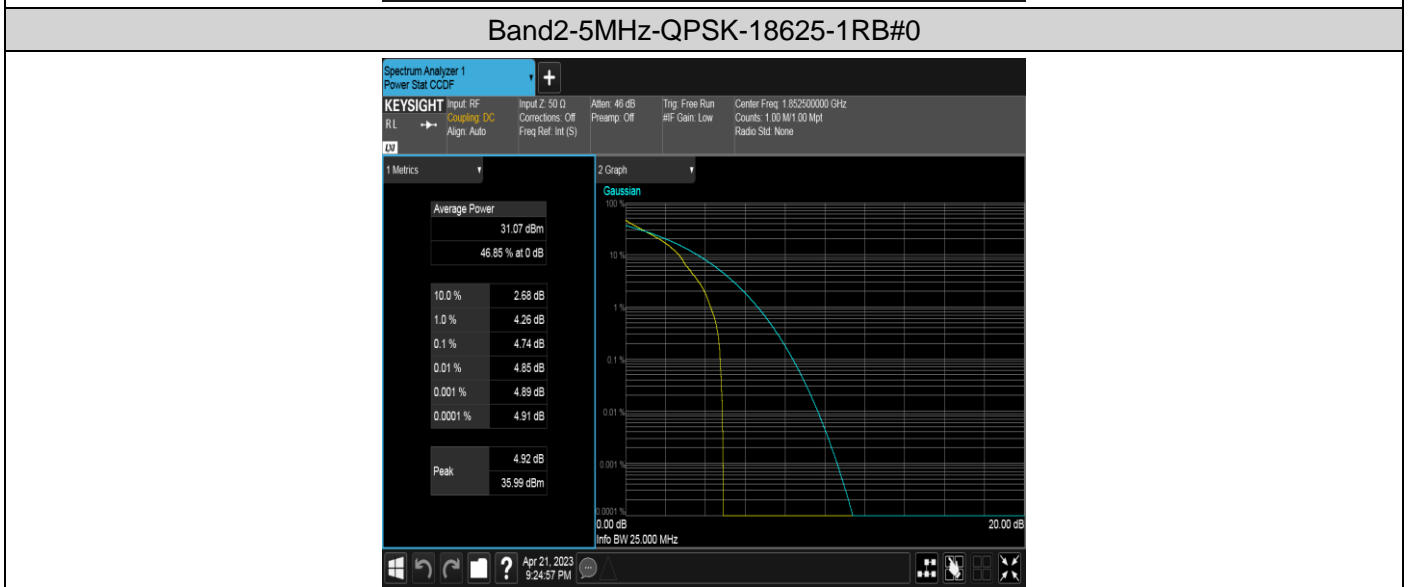 Band2-5MHz-QPSK-18625-1RB#0
Spectrum Analyzer 1
Power Stat CCDF
KEYSIGHT
RL
LXI
Input: RF
Coupling: DC
Align: Auto
Input Z: 50 Ω
Corrections: Off
Freq Ref: Int (S)
Atten: 46 dB
Preamp: Off
Trig: Free Run
#IF Gain: Low
Center Freq: 1.852500000 GHz
Counts: 1.00 M/1.00 Mpt
Radio Std: None
1 Metrics
Average Power
31.07 dBm
46.85 % at 0 dB
10.0 % 2.68 dB
1.0 % 4.26 dB
0.1 % 4.74 dB
0.01 % 4.85 dB
0.001 % 4.89 dB
0.0001 % 4.91 dB
Peak
4.92 dB
35.99 dBm
2 Graph
Gaussian
100 %
10 %
1 %
0.1 %
0.01 %
0.001 %
0.0001 %
0.00 dB 20.00 dB
Info BW 25.000 MHz
?
Apr 21, 2023
9:24:57 PM